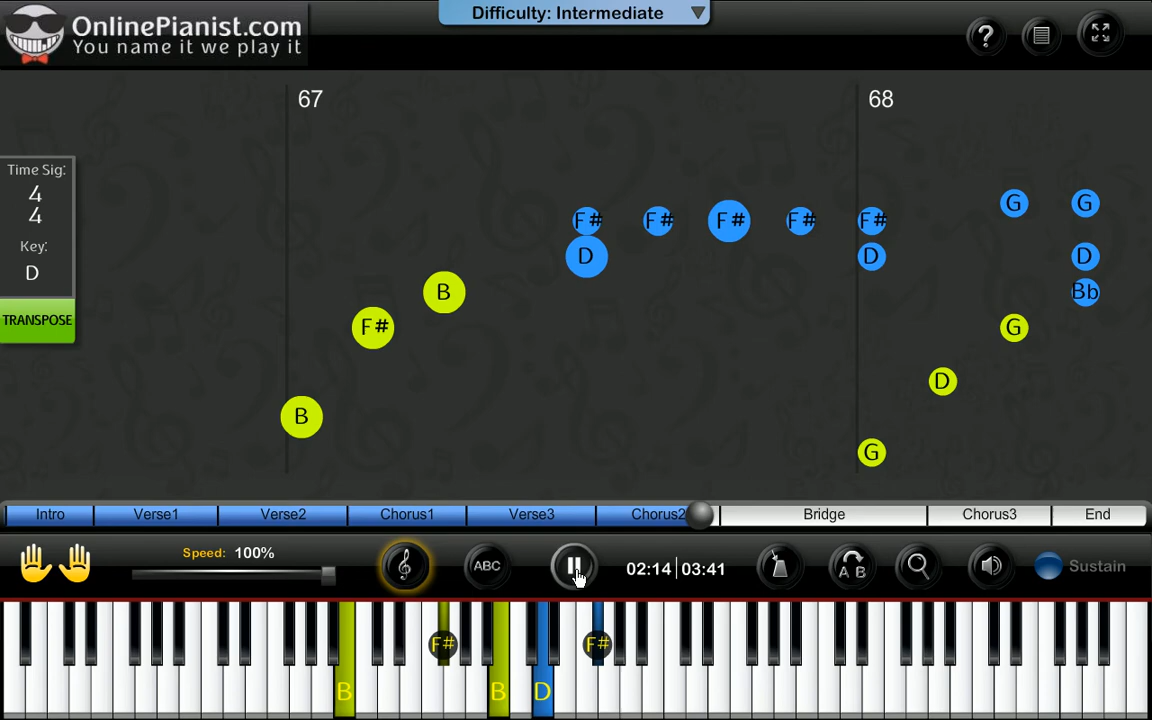 OnlinePianist.com
You name it we play it
Difficulty: Intermediate
?
67
68
Time Sig:
4
4
Key:
D
TRANSPOSE
G G
F# F# F# F# F#
D D D
B Bb
F# G
D
B
G
Intro Verse1 Verse2 Chorus1 Verse3 Chorus2 Bridge Chorus3 End
Speed: 100%
ABC
02:14|03:41
A B
Sustain
F# F#
B B D